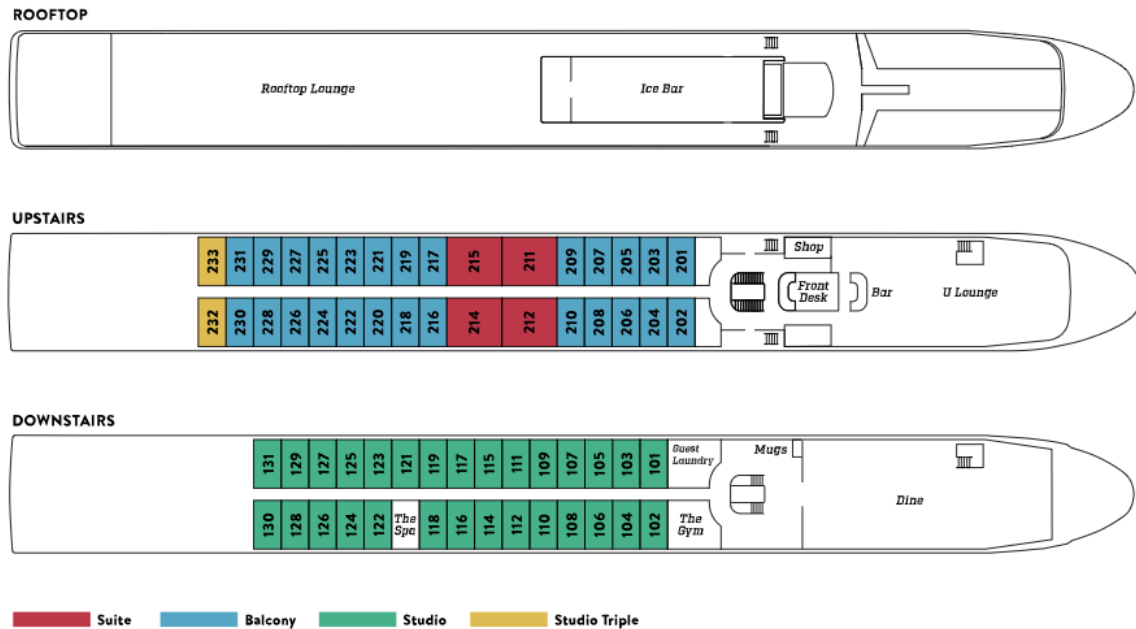 ROOFTOP
Rooftop Lounge
Ice Bar
UPSTAIRS
233 231 229 227 225 223 221 219 217 215 211 209 207 205 203 201
232 230 228 226 224 222 220 218 216 214 212 210 208 206 204 202
Shop
Front
Desk
Bar
U Lounge
DOWNSTAIRS
131 129 127 125 123 121 119 117 115 111 109 107 105 103 101
Guest
Laundry
130 128 126 124 122
The
Spa
118 116 114 112 110 108 106 104 102
The
Gym
Mugs
Dine
Suite
Balcony
Studio
Studio Triple